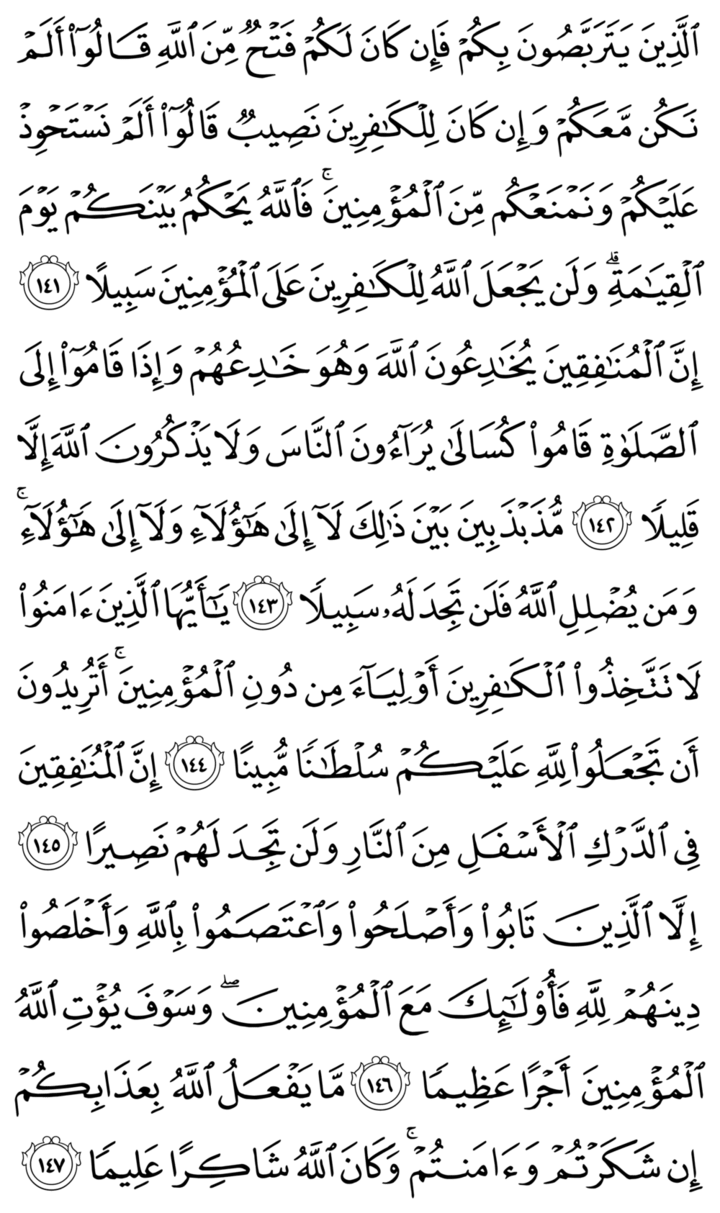 ٱلَّذِينَ يَتَرَبَّصُونَ بِكُمْ فَإِن كَانَ لَكُمْ فَتْحٌ مِّنَ ٱللَّهِ قَالُوٓا۟ أَلَمْ
نَكُن مَّعَكُمْ وَإِن كَانَ لِلْكَـٰفِرِينَ نَصِيبٌ قَالُوٓا۟ أَلَمْ نَسْتَحْوِذْ
عَلَيْكُمْ وَنَمْنَعْكُم مِّنَ ٱلْمُؤْمِنِينَ ۚ فَٱللَّهُ يَحْكُمُ بَيْنَكُمْ يَوْمَ
ٱلْقِيَـٰمَةِ ۗ وَلَن يَجْعَلَ ٱللَّهُ لِلْكَـٰفِرِينَ عَلَى ٱلْمُؤْمِنِينَ سَبِيلًا ١٤١
إِنَّ ٱلْمُنَـٰفِقِينَ يُخَـٰدِعُونَ ٱللَّهَ وَهُوَ خَـٰدِعُهُمْ وَإِذَا قَامُوٓا۟ إِلَى
ٱلصَّلَوٰةِ قَامُوا۟ كُسَالَىٰ يُرَآءُونَ ٱلنَّاسَ وَلَا يَذْكُرُونَ ٱللَّهَ إِلَّا
قَلِيلًا ١٤٢ مُّذَبْذَبِينَ بَيْنَ ذَٰلِكَ لَآ إِلَىٰ هَـٰٓؤُلَآءِ وَلَآ إِلَىٰ هَـٰٓؤُلَآءِ ۚ
وَمَن يُضْلِلِ ٱللَّهُ فَلَن تَجِدَ لَهُۥ سَبِيلًا ١٤٣ يَـٰٓأَيُّهَا ٱلَّذِينَ ءَامَنُوا۟
لَا تَتَّخِذُوا۟ ٱلْكَـٰفِرِينَ أَوْلِيَآءَ مِن دُونِ ٱلْمُؤْمِنِينَ ۚ أَتُرِيدُونَ
أَن تَجْعَلُوا۟ لِلَّهِ عَلَيْكُمْ سُلْطَـٰنًا مُّبِينًا ١٤٤ إِنَّ ٱلْمُنَـٰفِقِينَ
فِى ٱلدَّرْكِ ٱلْأَسْفَلِ مِنَ ٱلنَّارِ وَلَن تَجِدَ لَهُمْ نَصِيرًا ١٤٥
إِلَّا ٱلَّذِينَ تَابُوا۟ وَأَصْلَحُوا۟ وَٱعْتَصَمُوا۟ بِٱللَّهِ وَأَخْلَصُوا۟
دِينَهُمْ لِلَّهِ فَأُو۟لَـٰٓئِكَ مَعَ ٱلْمُؤْمِنِينَ ۖ وَسَوْفَ يُؤْتِ ٱللَّهُ
ٱلْمُؤْمِنِينَ أَجْرًا عَظِيمًا ١٤٦ مَّا يَفْعَلُ ٱللَّهُ بِعَذَابِكُمْ
إِن شَكَرْتُمْ وَءَامَنتُمْ ۚ وَكَانَ ٱللَّهُ شَاكِرًا عَلِيمًا ١٤٧